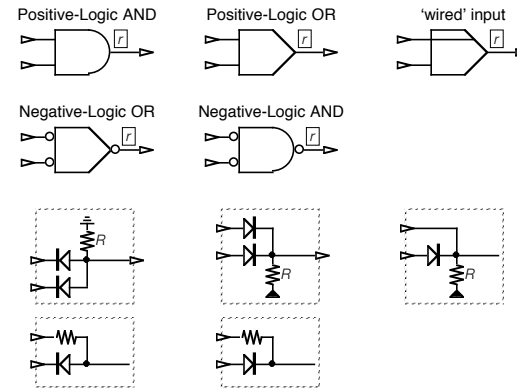 Positive-Logic AND
Positive-Logic OR
‘wired’ input
r
r
r
Negative-Logic OR
Negative-Logic AND
r
r
R
R
R